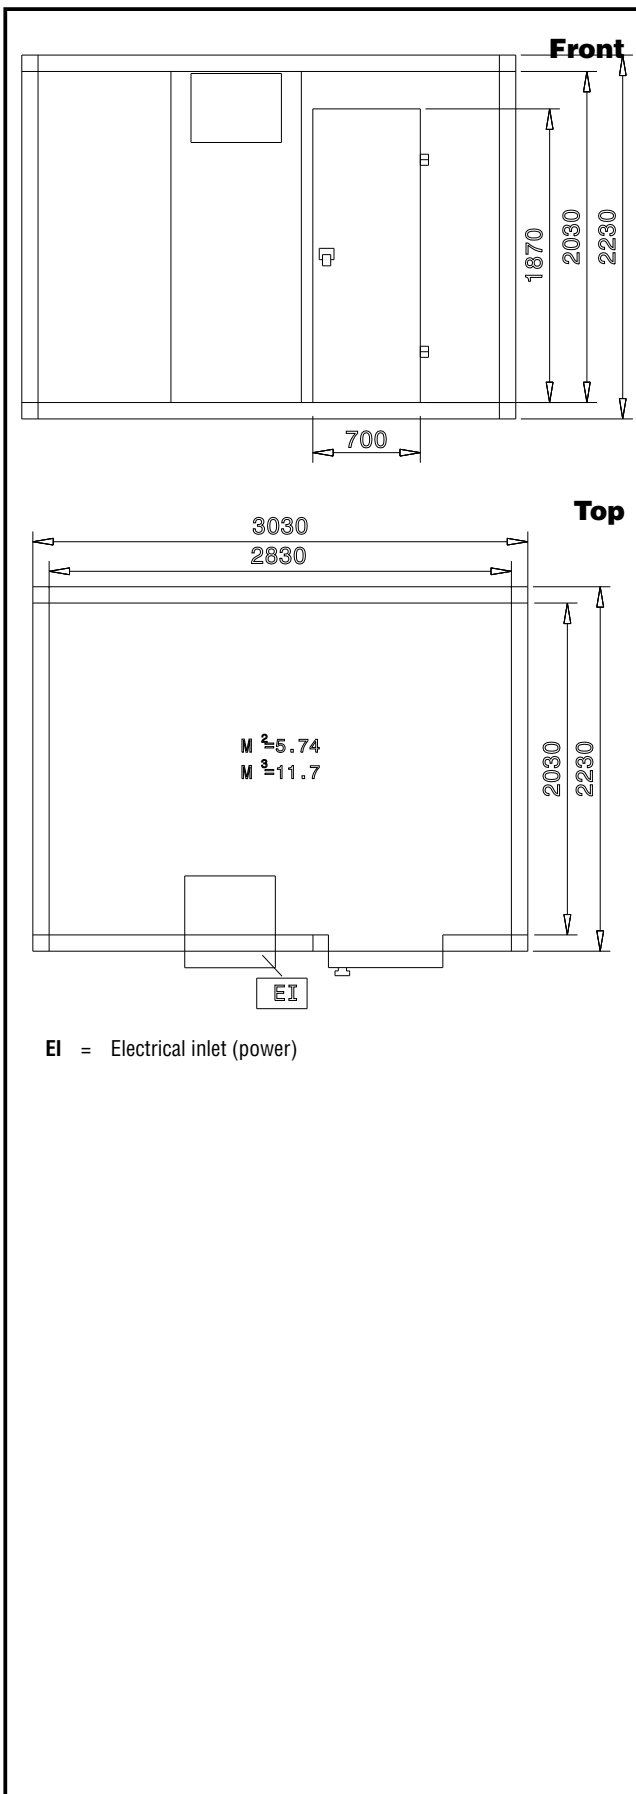 Front
1870
2030
2230
700
Top
3030
2830
M²=5.74
M³=11.7
2030
2230
EI
EI = Electrical inlet (power)